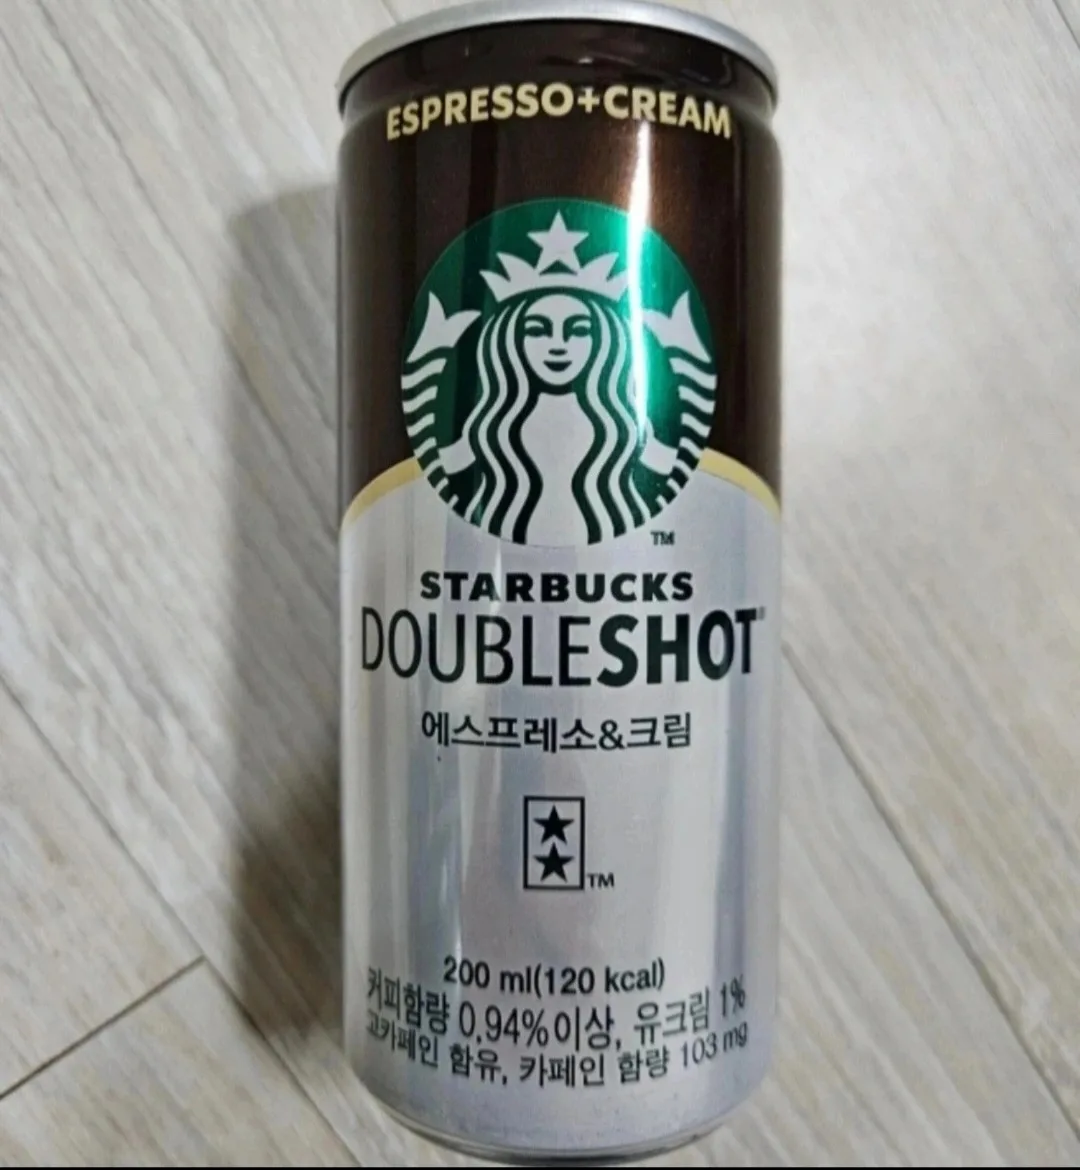 ESPRESSO+CREAM
TM
STARBUCKS
DOUBLESHOT
에스프레소&크림
TM
200 ml(120 kcal)
커피함량 0.94%이상, 유크림 1%
고카페인 함유, 카페인 함량 103 mg